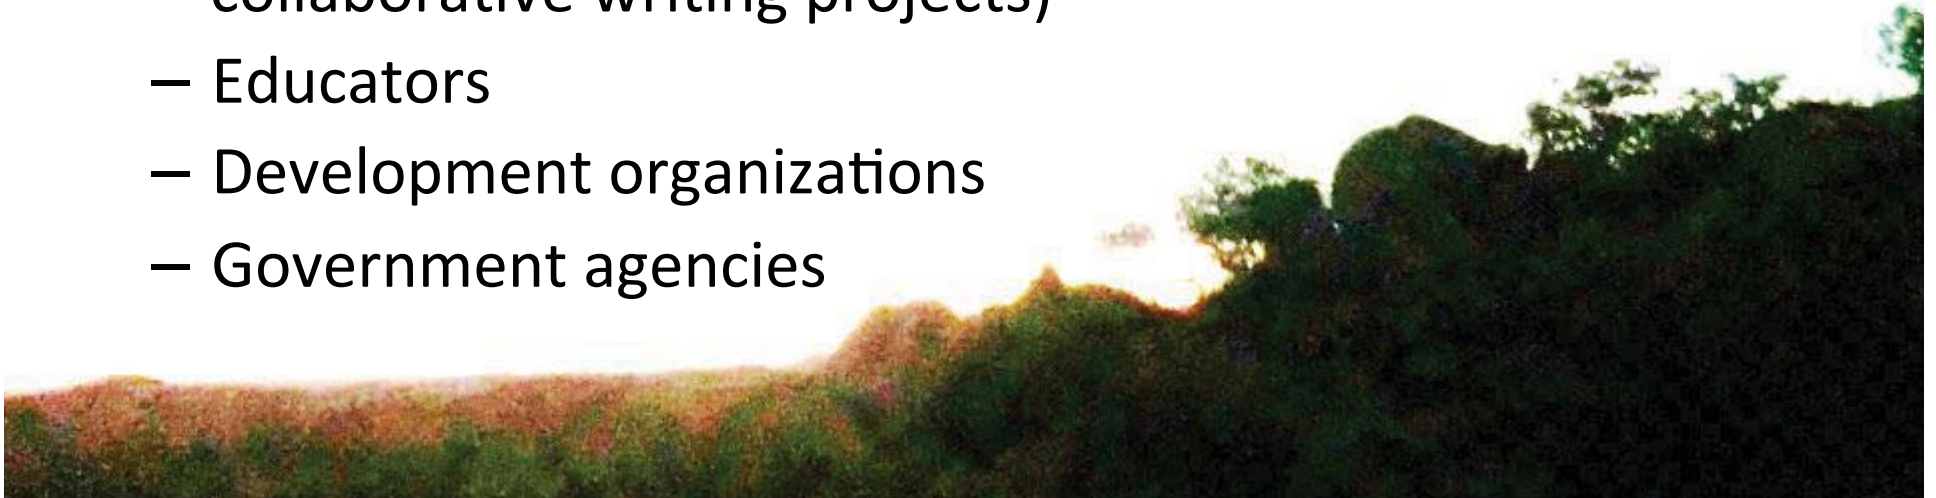 collaborative writing projects)
– Educators
– Development organizations
– Government agencies